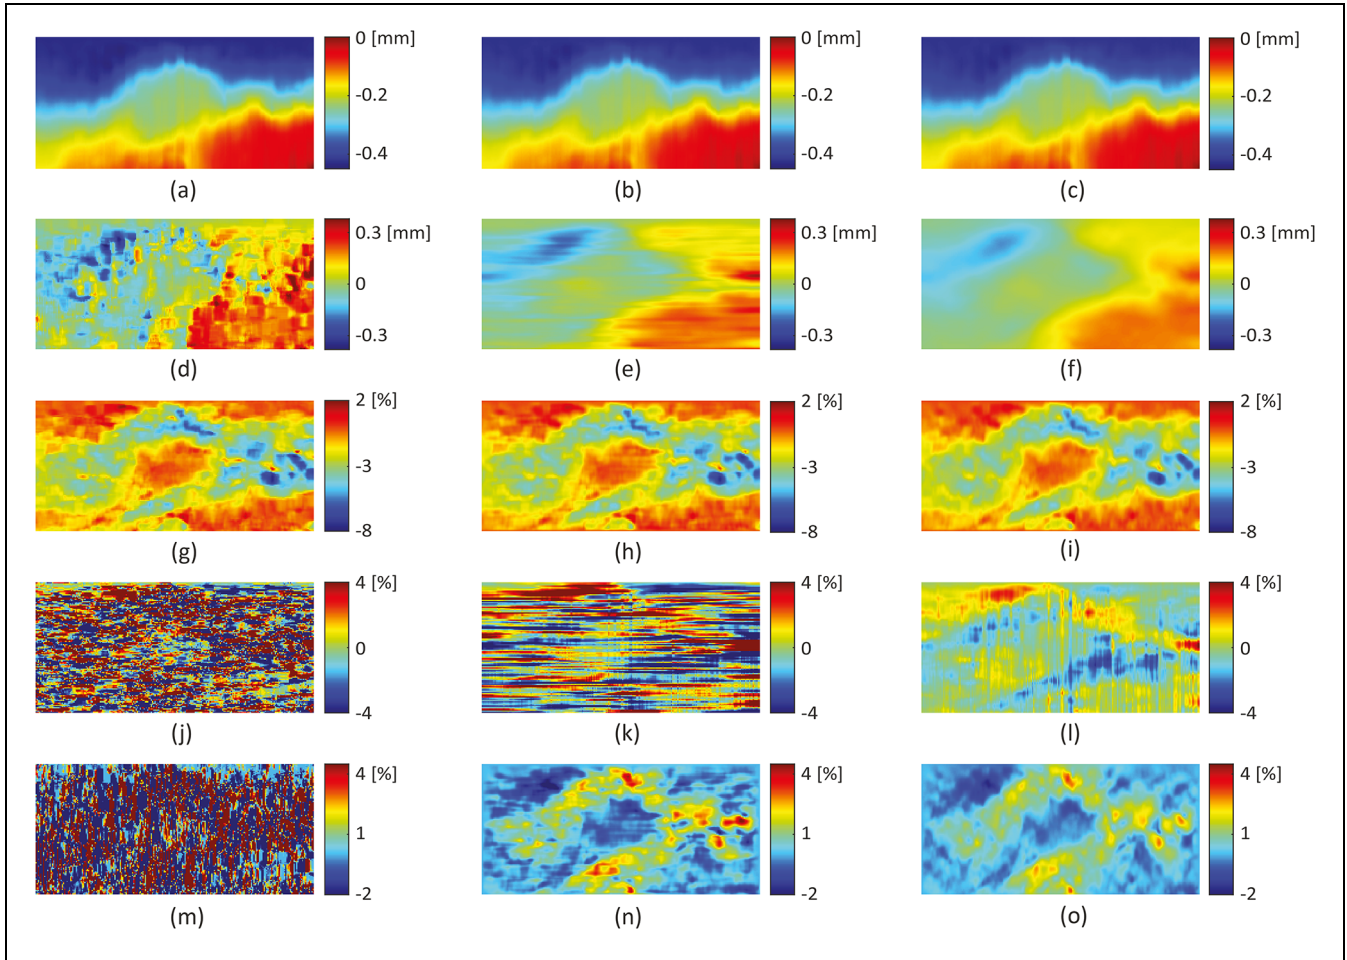 0 [mm] 0 [mm] 0 [mm]
-0.2 -0.2 -0.2
-0.4 -0.4 -0.4
(a) (b) (c)
0.3 [mm] 0.3 [mm] 0.3 [mm]
0 0 0
-0.3 -0.3 -0.3
(d) (e) (f)
2 [%] 2 [%] 2 [%]
-3 -3 -3
-8 -8 -8
(g) (h) (i)
4 [%] 4 [%] 4 [%]
0 0 0
-4 -4 -4
(j) (k) (l)
4 [%] 4 [%] 4 [%]
1 1 1
-2 -2 -2
(m) (n) (o)